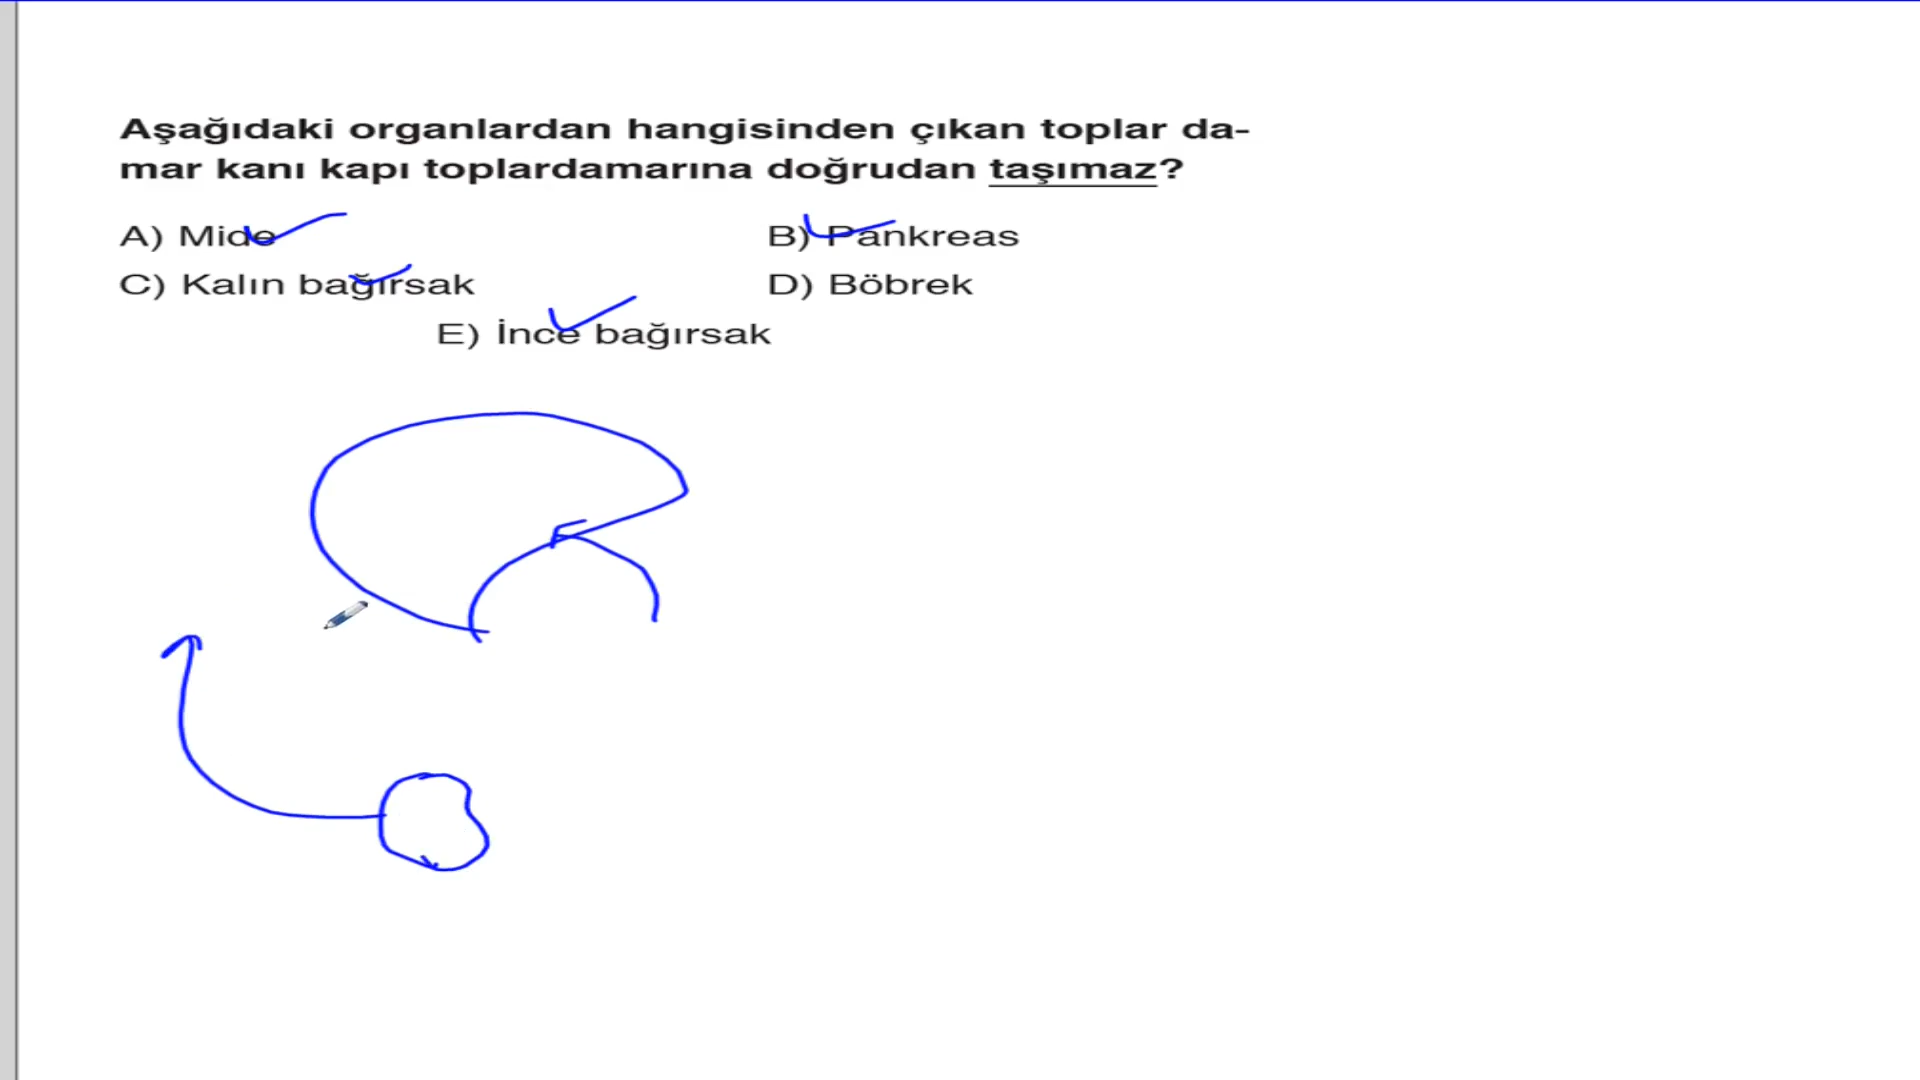 Aşağıdaki organlardan hangisinden çıkan toplar da-
mar kanı kapı toplardamarına doğrudan taşımaz?
A) Mide B) Pankreas
C) Kalın bağırsak D) Böbrek
E) İnce bağırsak